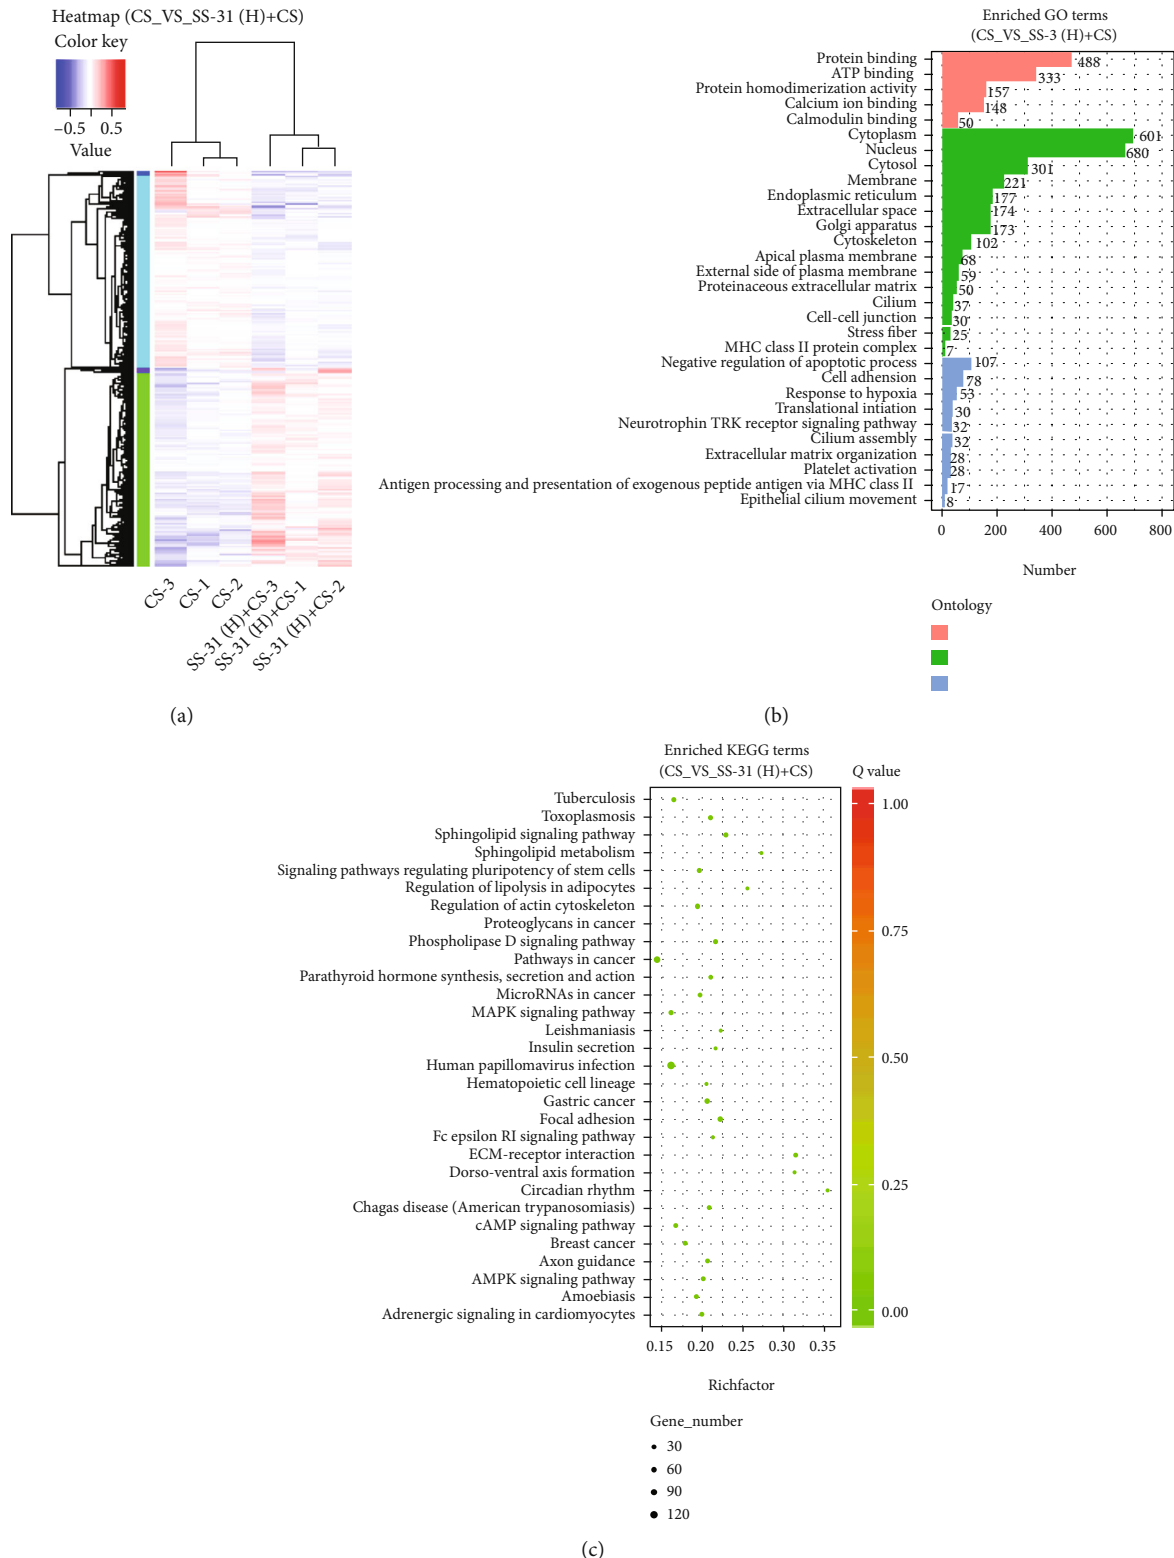 Heatmap (CS_VS_SS-31 (H)+CS)
Color key
−0.5 0.5
Value
CS-3
CS-1
CS-2
SS-31 (H)+CS-3
SS-31 (H)+CS-1
SS-31 (H)+CS-2
(a)
Enriched GO terms
(CS_VS_SS-3 (H)+CS)
Protein binding 488
ATP binding 333
Protein homodimerization activity 157
Calcium ion binding 148
Calmodulin binding 50
Cytoplasm 601
Nucleus 680
Cytosol 301
Membrane 221
Endoplasmic reticulum 177
Extracellular space 174
Golgi apparatus 173
Cytoskeleton 102
Apical plasma membrane 68
External side of plasma membrane 59
Proteinaceous extracellular matrix 50
Cilium 37
Cell-cell junction 30
Stress fiber 25
MHC class II protein complex 7
Negative regulation of apoptotic process 107
Cell adhension 78
Response to hypoxia 53
Translational intiation 30
Neurotrophin TRK receptor signaling pathway 32
Cilium assembly 32
Extracellular matrix organization 28
Platelet activation 28
Antigen processing and presentation of exogenous peptide antigen via MHC class II 17
Epithelial cilium movement 8
0 200 400 600 800
Number
Ontology
(b)
Enriched KEGG terms
(CS_VS_SS-31 (H)+CS)
Tuberculosis
Toxoplasmosis
Sphingolipid signaling pathway
Sphingolipid metabolism
Signaling pathways regulating pluripotency of stem cells
Regulation of lipolysis in adipocytes
Regulation of actin cytoskeleton
Proteoglycans in cancer
Phospholipase D signaling pathway
Pathways in cancer
Parathyroid hormone synthesis, secretion and action
MicroRNAs in cancer
MAPK signaling pathway
Leishmaniasis
Insulin secretion
Human papillomavirus infection
Hematopoietic cell lineage
Gastric cancer
Focal adhesion
Fc epsilon RI signaling pathway
ECM-receptor interaction
Dorso-ventral axis formation
Circadian rhythm
Chagas disease (American trypanosomiasis)
cAMP signaling pathway
Breast cancer
Axon guidance
AMPK signaling pathway
Amoebiasis
Adrenergic signaling in cardiomyocytes
0.15 0.20 0.25 0.30 0.35
Richfactor
Q value
1.00
0.75
0.50
0.25
0.00
Gene_number
30
60
90
120
(c)